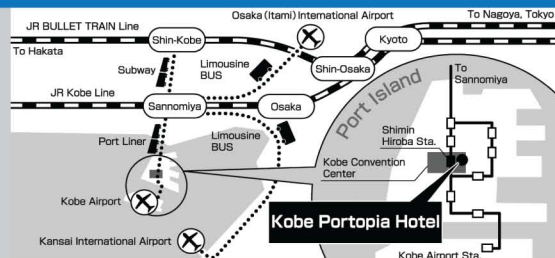 JR BULLET TRAIN Line
Osaka (Itami) International Airport
To Nagoya, Tokyo
To Hakata
Shin-Kobe
Kyoto
Subway
Limousine
BUS
Shin-Osaka
To
Sannomiya
JR Kobe Line
Sannomiya
Osaka
Port Island
Port Liner
Limousine
BUS
Shimin
Hiroba Sta.
Kobe Convention
Center
Kobe Airport
Kobe Portopia Hotel
Kansai International Airport
Kobe Airport Sta.